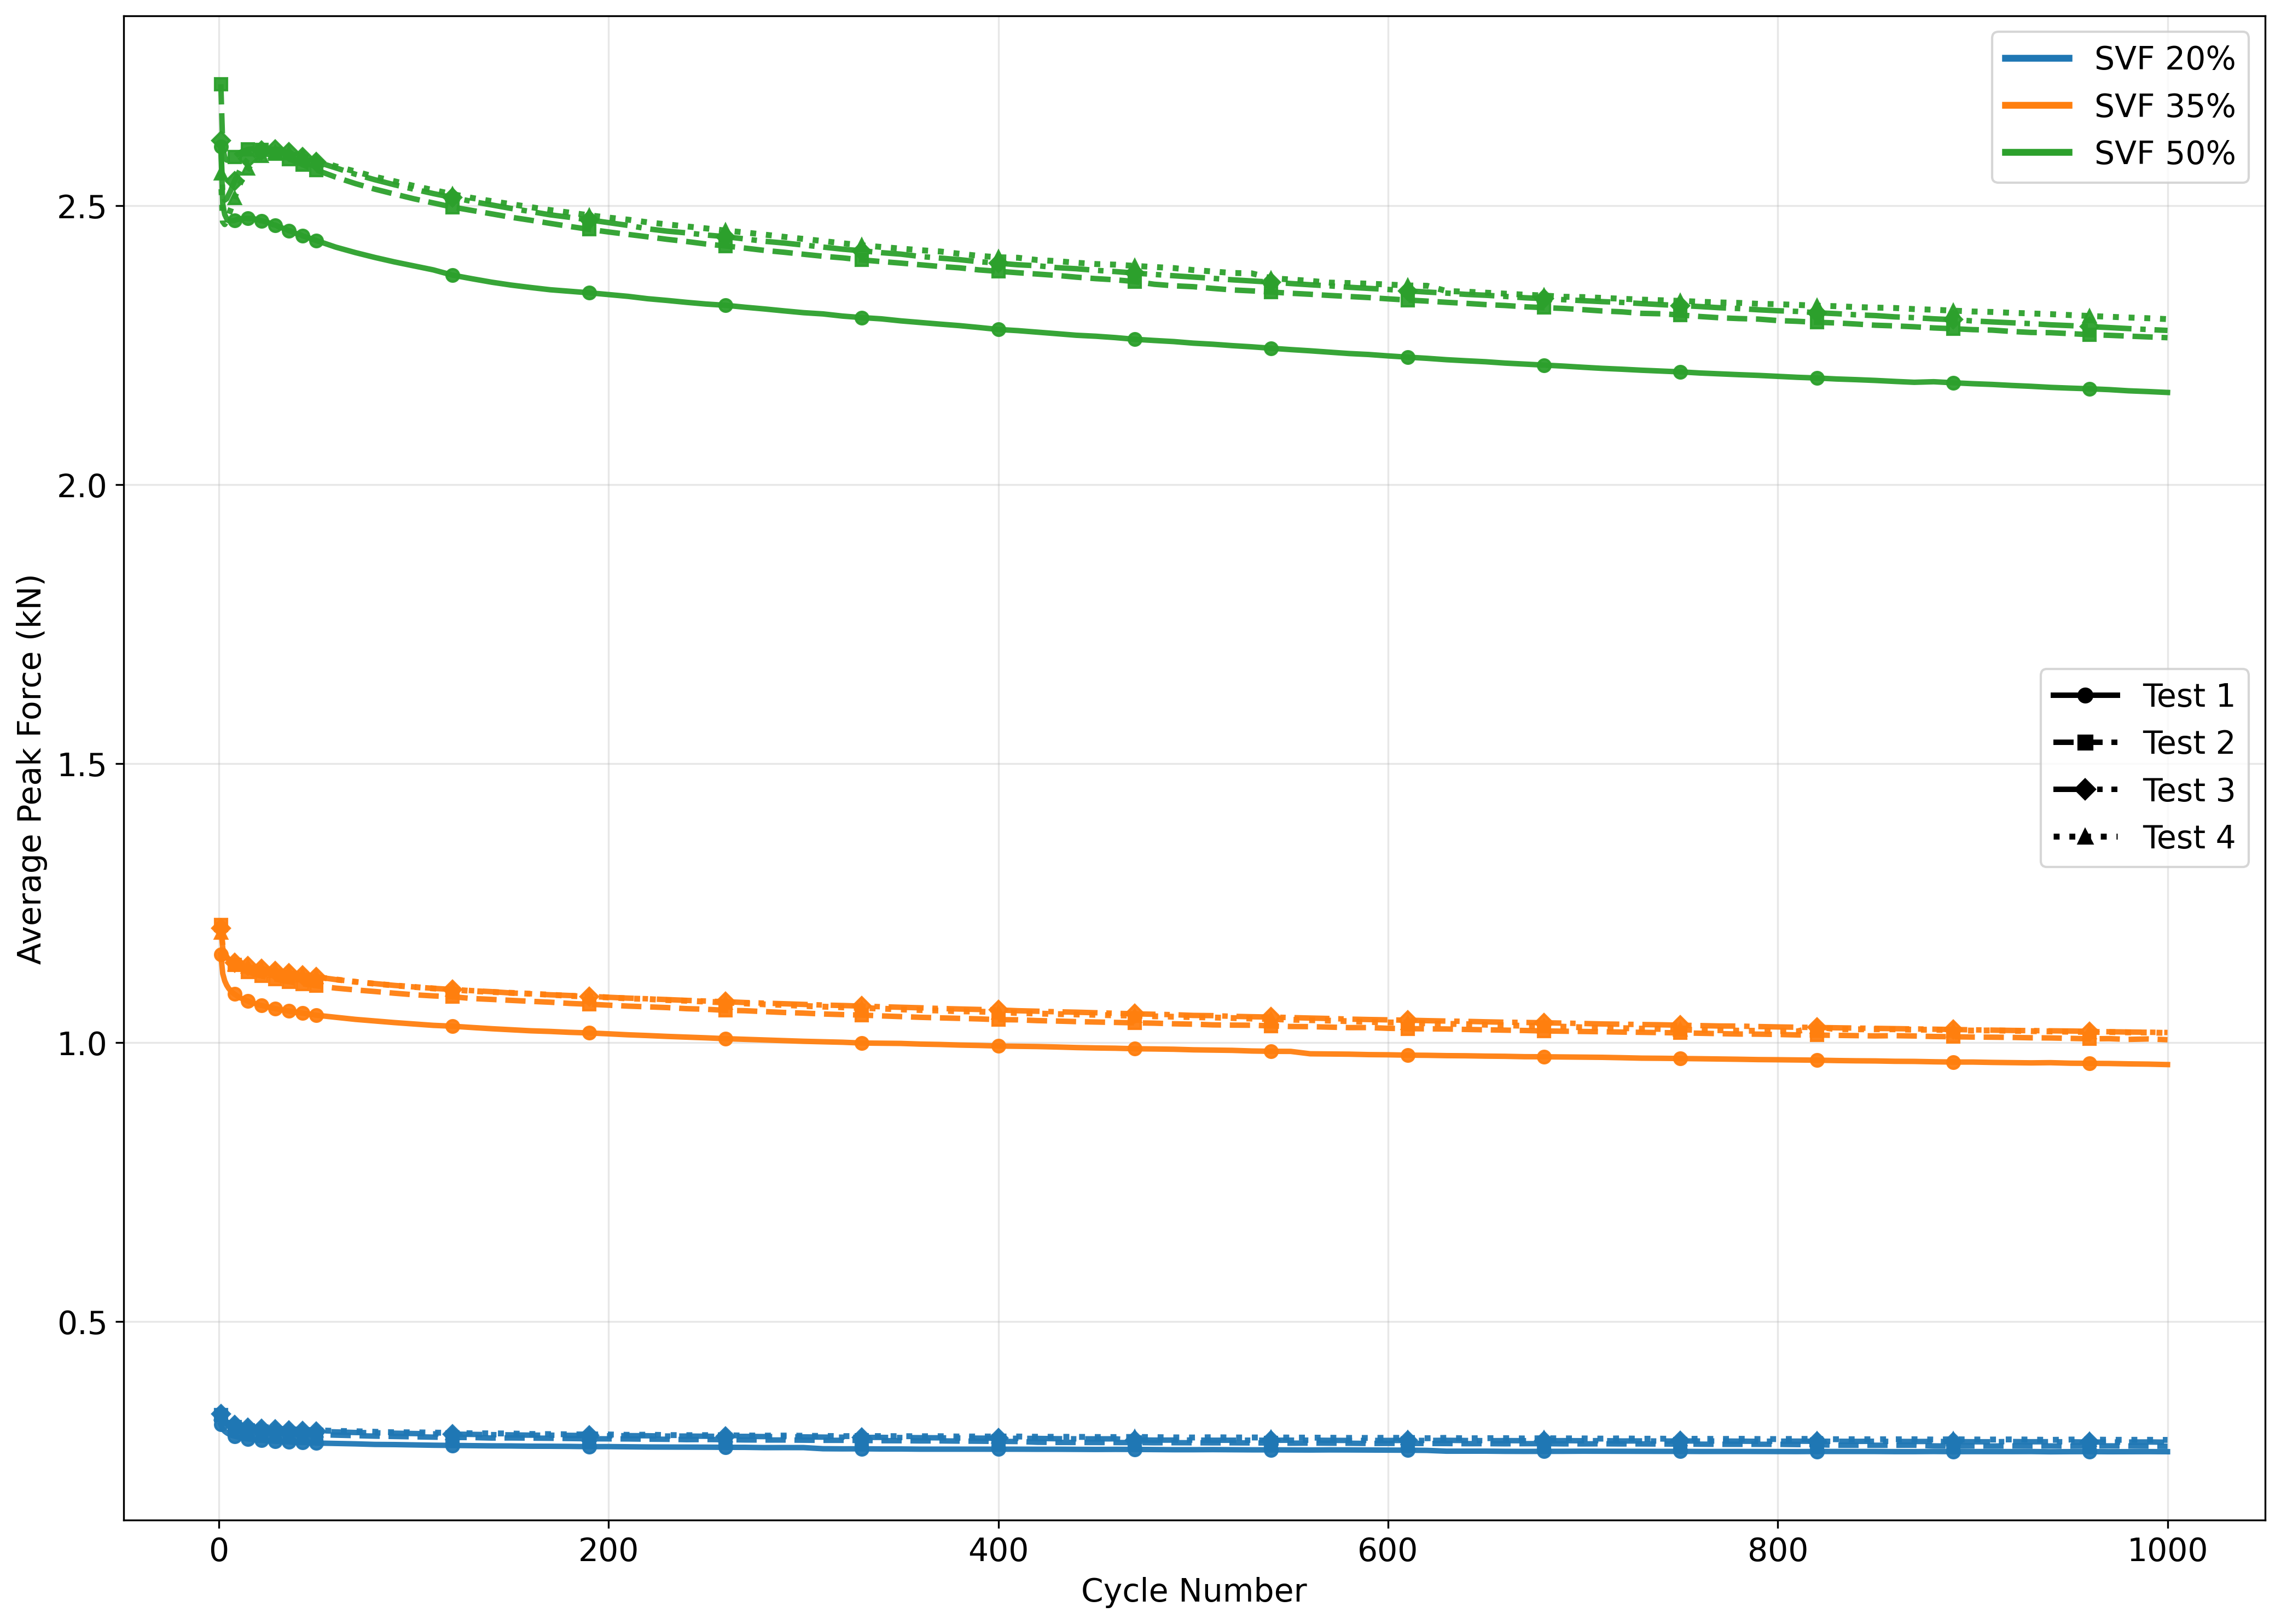 SVF 20%
SVF 35%
SVF 50%
2.5
2.0
Average Peak Force (kN)
1.5
Test 1
Test 2
Test 3
Test 4
1.0
0.5
0 200 400 600 800 1000
Cycle Number